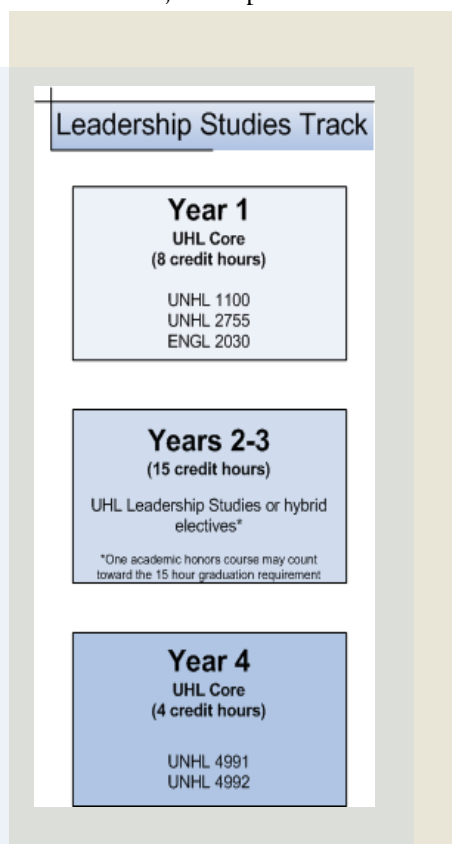 Leadership Studies Track
Year 1
UHL Core
(8 credit hours)
UNHL 1100
UNHL 2755
ENGL 2030
Years 2-3
(15 credit hours)
UHL Leadership Studies or hybrid
electives*
*One academic honors course may count
toward the 15 hour graduation requirement
Year 4
UHL Core
(4 credit hours)
UNHL 4991
UNHL 4992